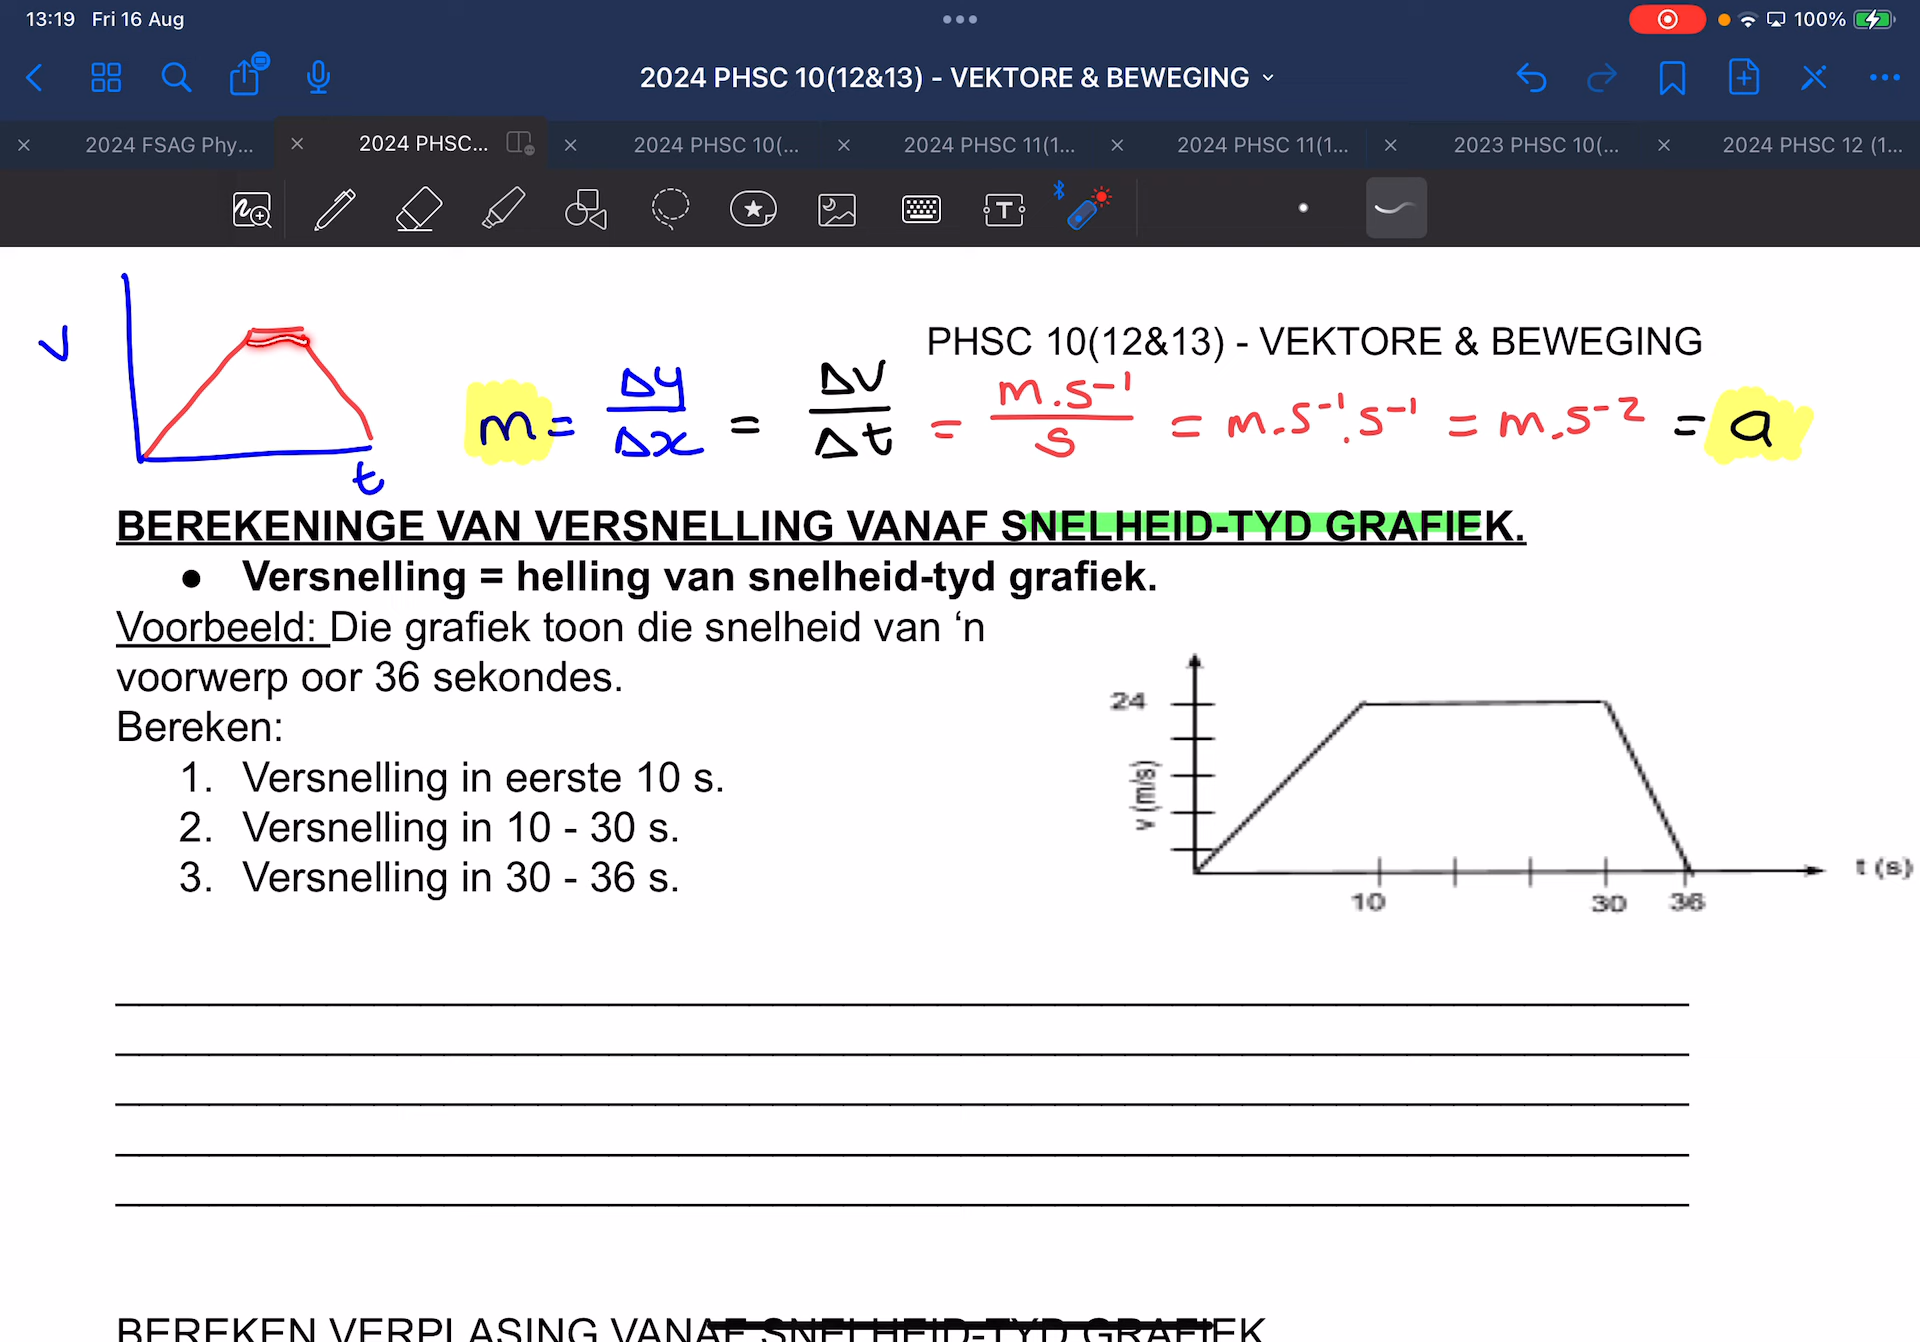 13:19 Fri 16 Aug
100%
2024 PHSC 10(12&13) - VEKTORE & BEWEGING
2024 FSAG Phy...
2024 PHSC...
2024 PHSC 10(...
2024 PHSC 11(1...
2024 PHSC 11(1...
2023 PHSC 10(...
2024 PHSC 12 (1...
PHSC 10(12&13) - VEKTORE & BEWEGING
v
t
m = Δy/Δx = Δv/Δt = m.s⁻¹/s = m.s⁻¹.s⁻¹ = m.s⁻² = a
BEREKENINGE VAN VERSNELLING VANAF SNELHEID-TYD GRAFIEK.
● Versnelling = helling van snelheid-tyd grafiek.
Voorbeeld: Die grafiek toon die snelheid van ‘n
voorwerp oor 36 sekondes.
Bereken:
1. Versnelling in eerste 10 s.
2. Versnelling in 10 - 30 s.
3. Versnelling in 30 - 36 s.
24
v (m/s)
t (s)
10 30 36
BEREKEN VERPLASING VANAF SNELHEID-TYD GRAFIEK